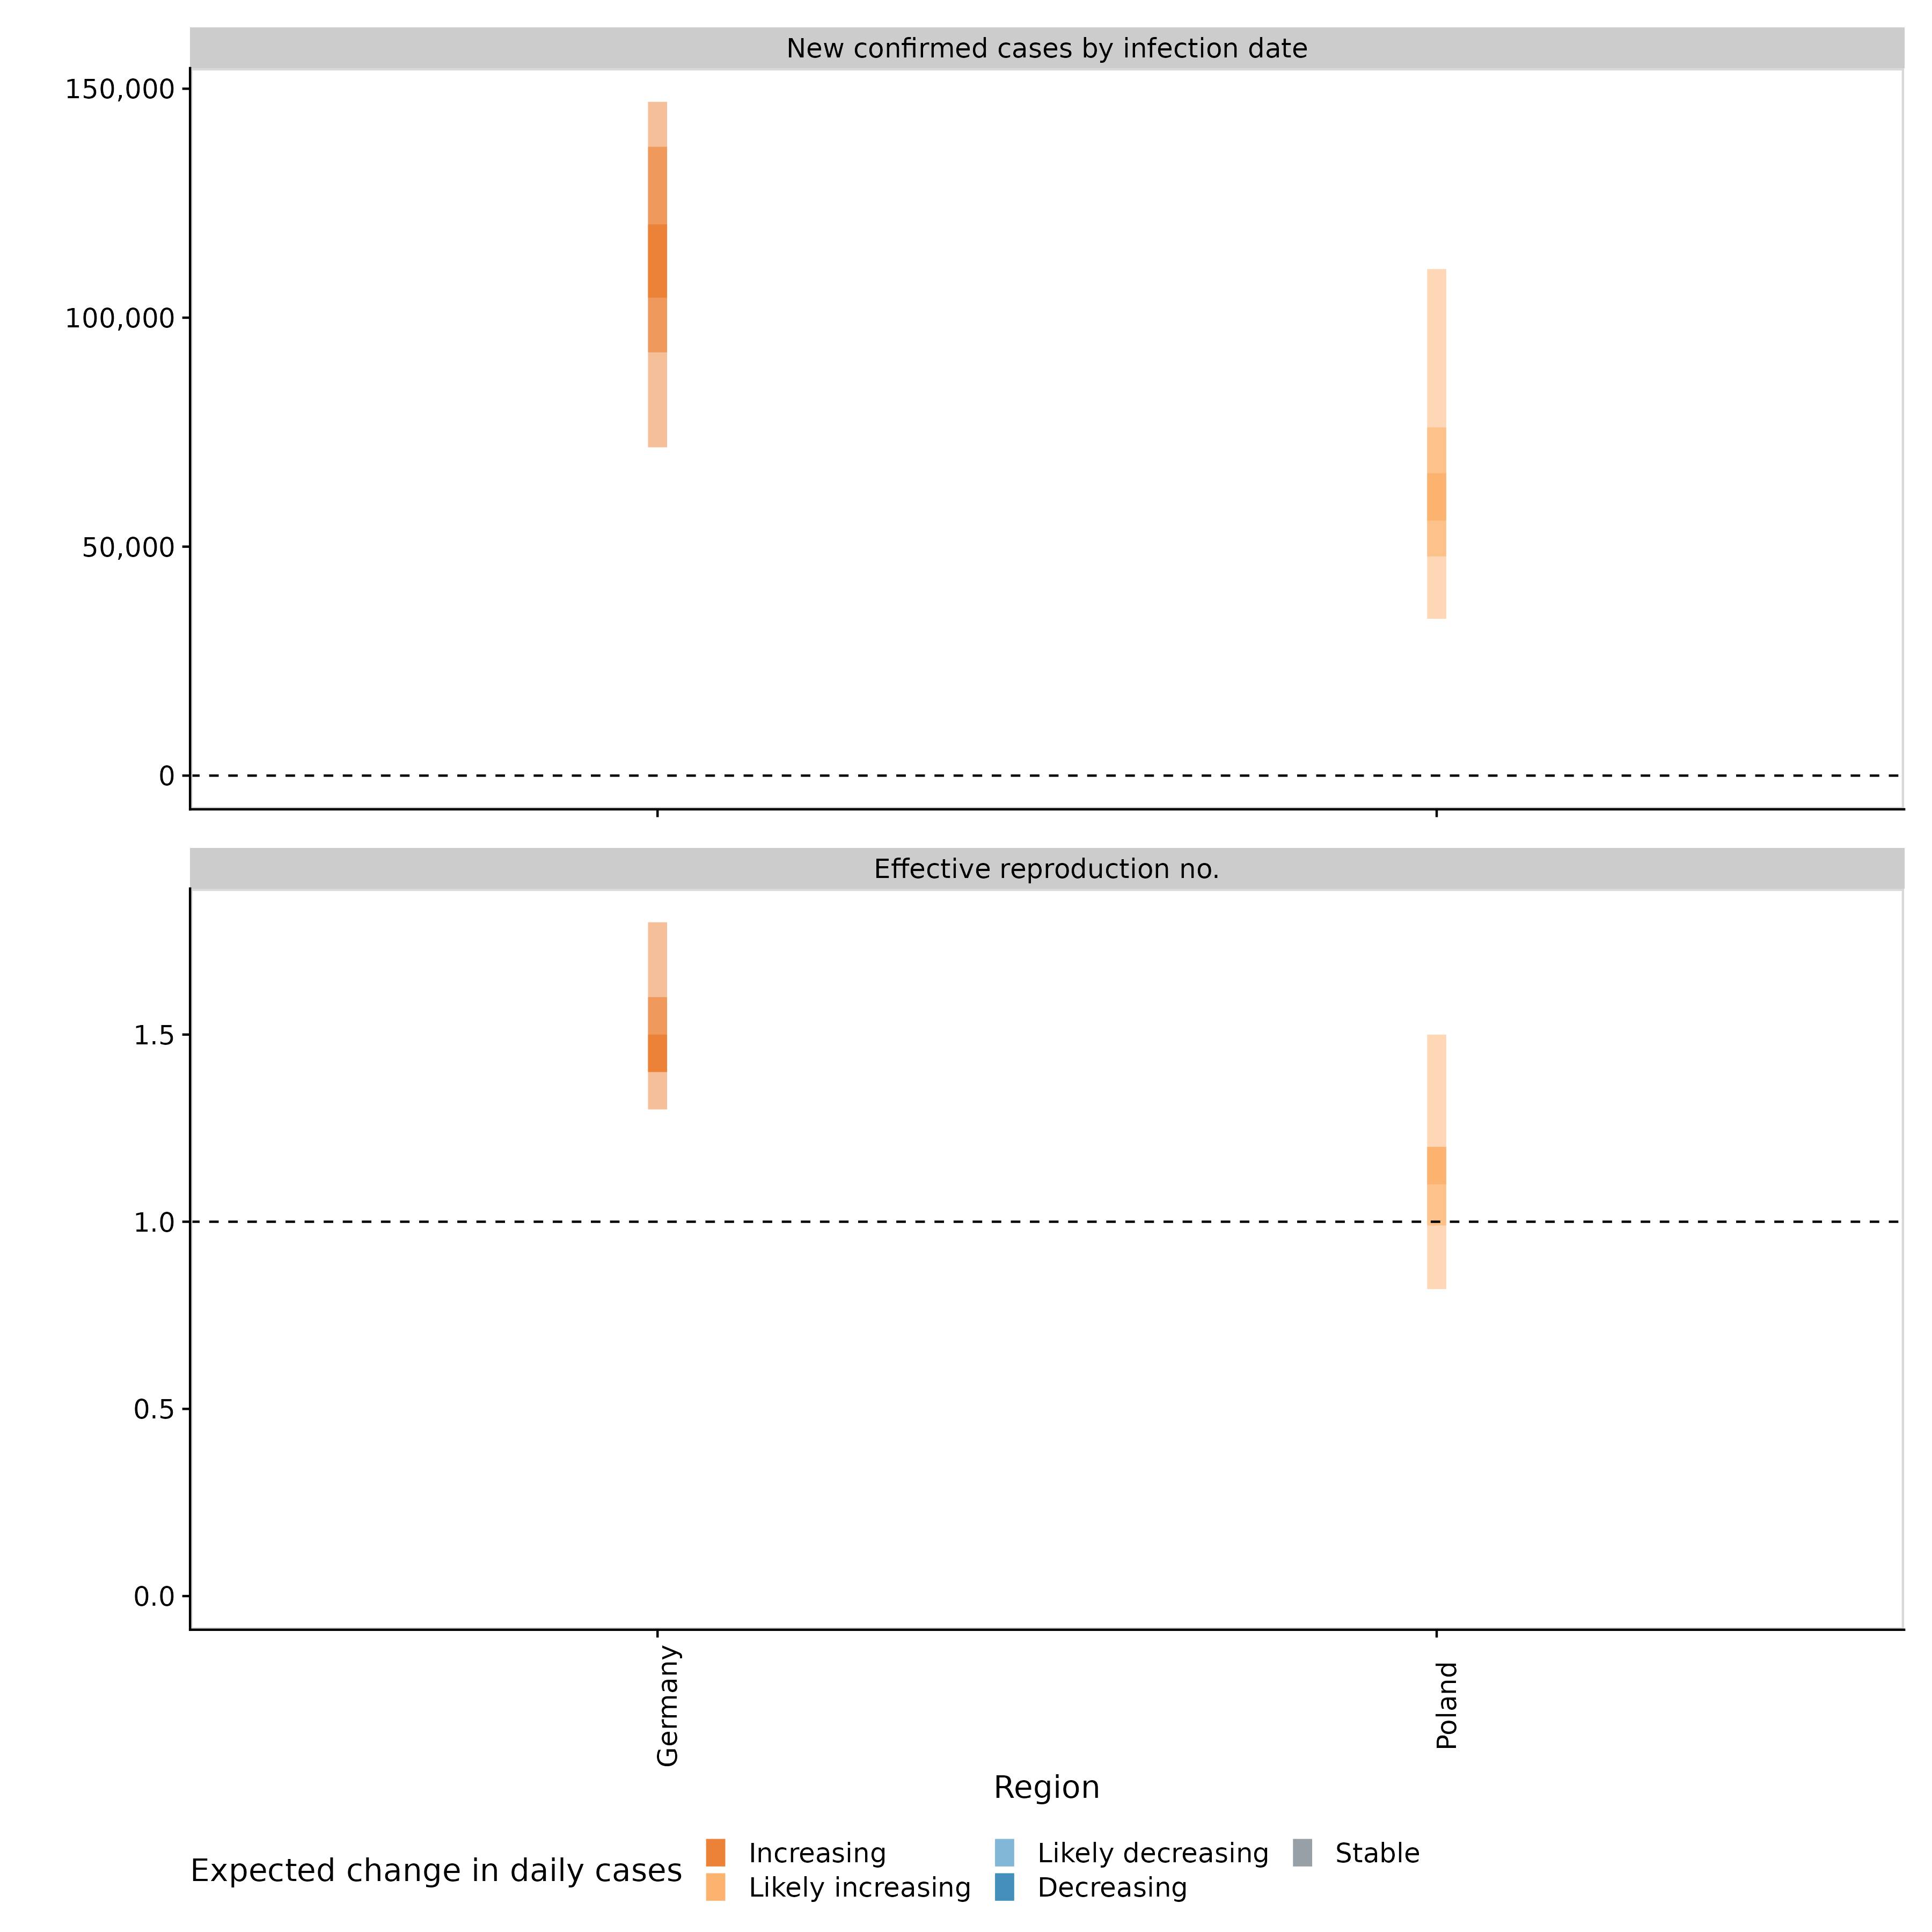 New confirmed cases by infection date
150,000
100,000
50,000
0
Effective reproduction no.
1.5
1.0
0.5
0.0
Germany
Poland
Region
Expected change in daily cases
Increasing
Likely increasing
Likely decreasing
Decreasing
Stable